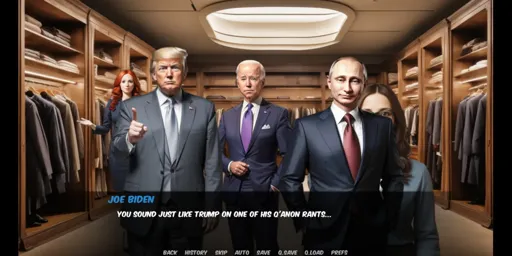 JOE BIDEN
YOU SOUND JUST LIKE TRUMP ON ONE OF HIS Q'ANON RANTS...
BACK HISTORY SKIP AUTO SAVE Q.SAVE Q.LOAD PREFS